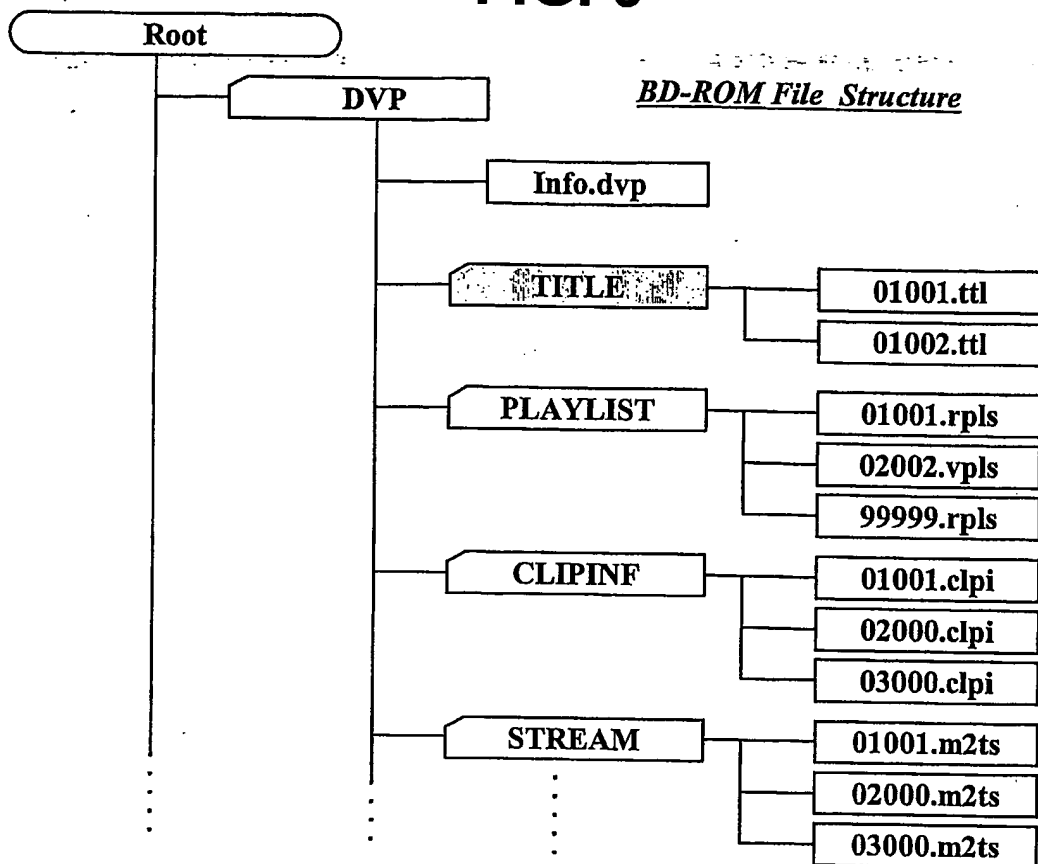 Root
DVP
BD-ROM File Structure
Info.dvp
TITLE
01001.ttl
01002.ttl
PLAYLIST
01001.rpls
02002.vpls
99999.rpls
CLIPINF
01001.clpi
02000.clpi
03000.clpi
STREAM
01001.m2ts
02000.m2ts
03000.m2ts